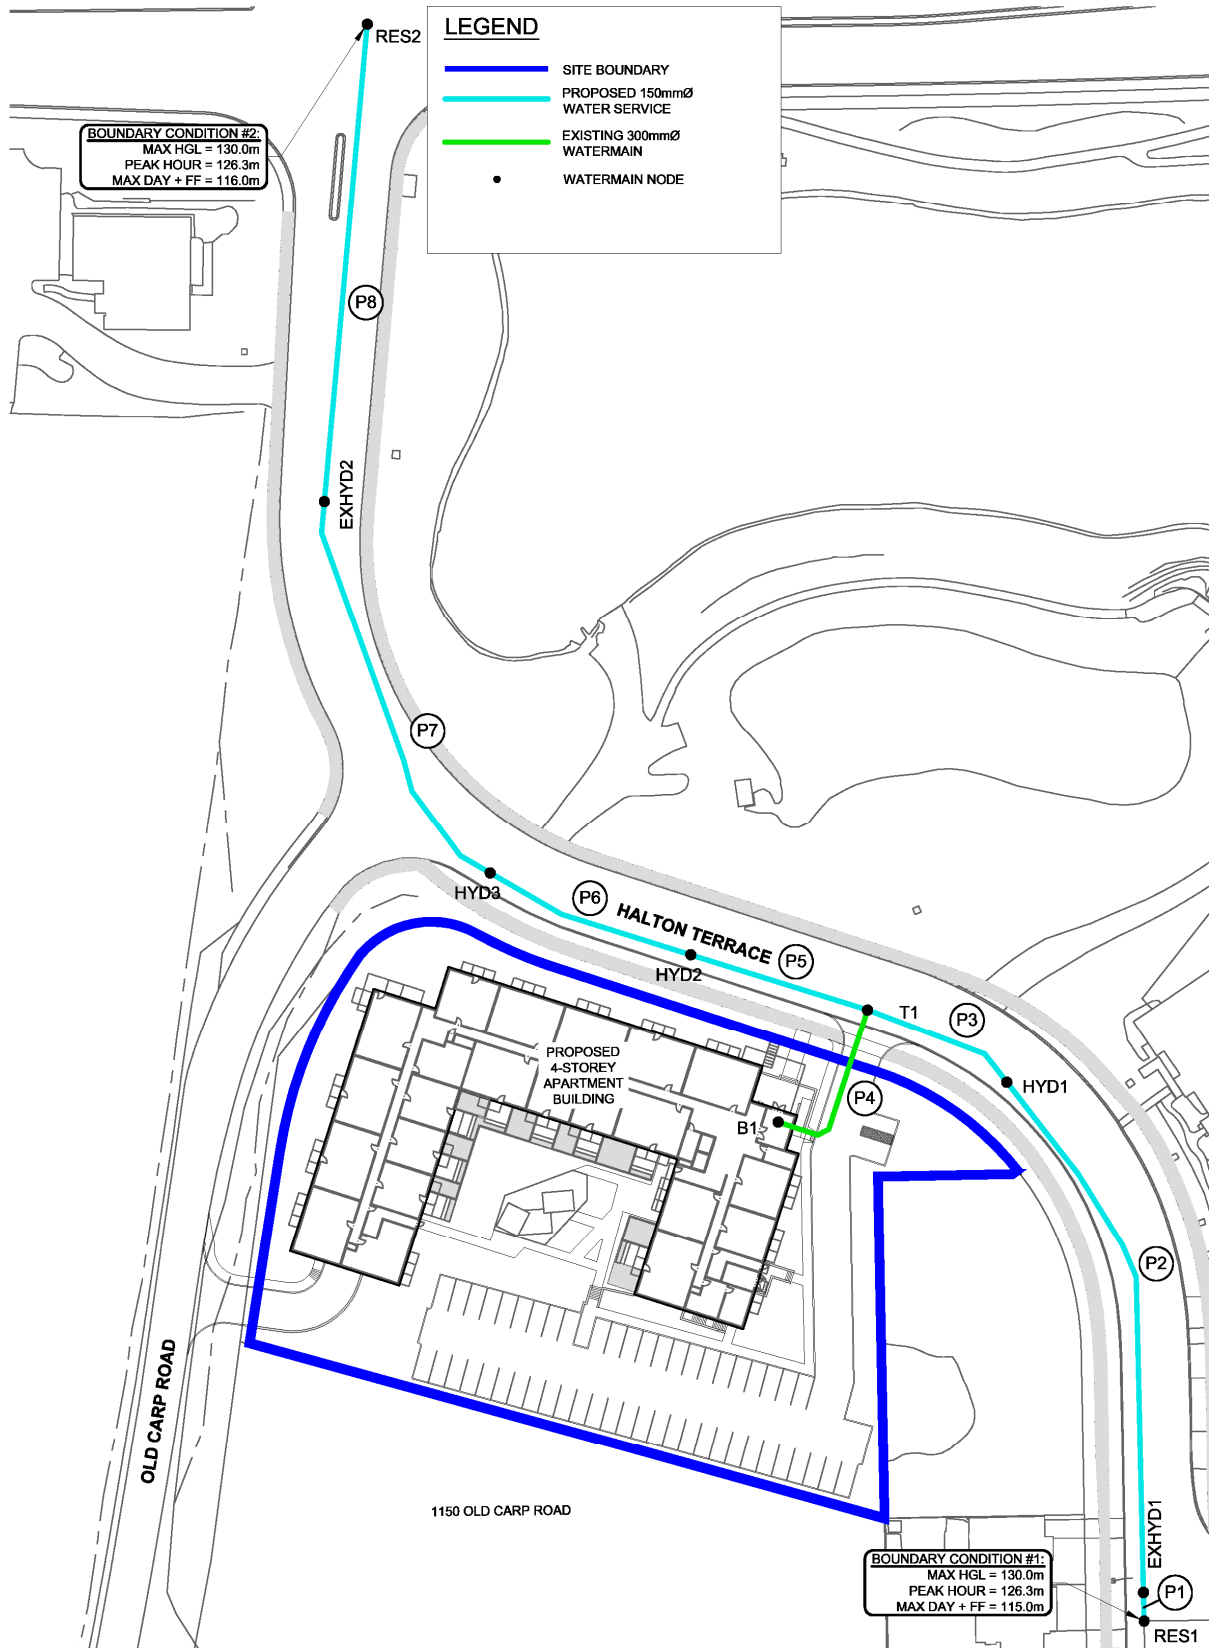 RES2
LEGEND
SITE BOUNDARY
PROPOSED 150mmØ
WATER SERVICE
EXISTING 300mmØ
WATERMAIN
WATERMAIN NODE
BOUNDARY CONDITION #2:
MAX HGL = 130.0m
PEAK HOUR = 126.3m
MAX DAY + FF = 116.0m
P8
EXHYD2
P7
HYD3
P6
HALTON TERRACE
P5
HYD2
T1
P3
HYD1
PROPOSED
4-STOREY
APARTMENT
BUILDING
P4
B1
P2
OLD CARP ROAD
1150 OLD CARP ROAD
EXHYD1
BOUNDARY CONDITION #1:
MAX HGL = 130.0m
PEAK HOUR = 126.3m
MAX DAY + FF = 115.0m
P1
RES1